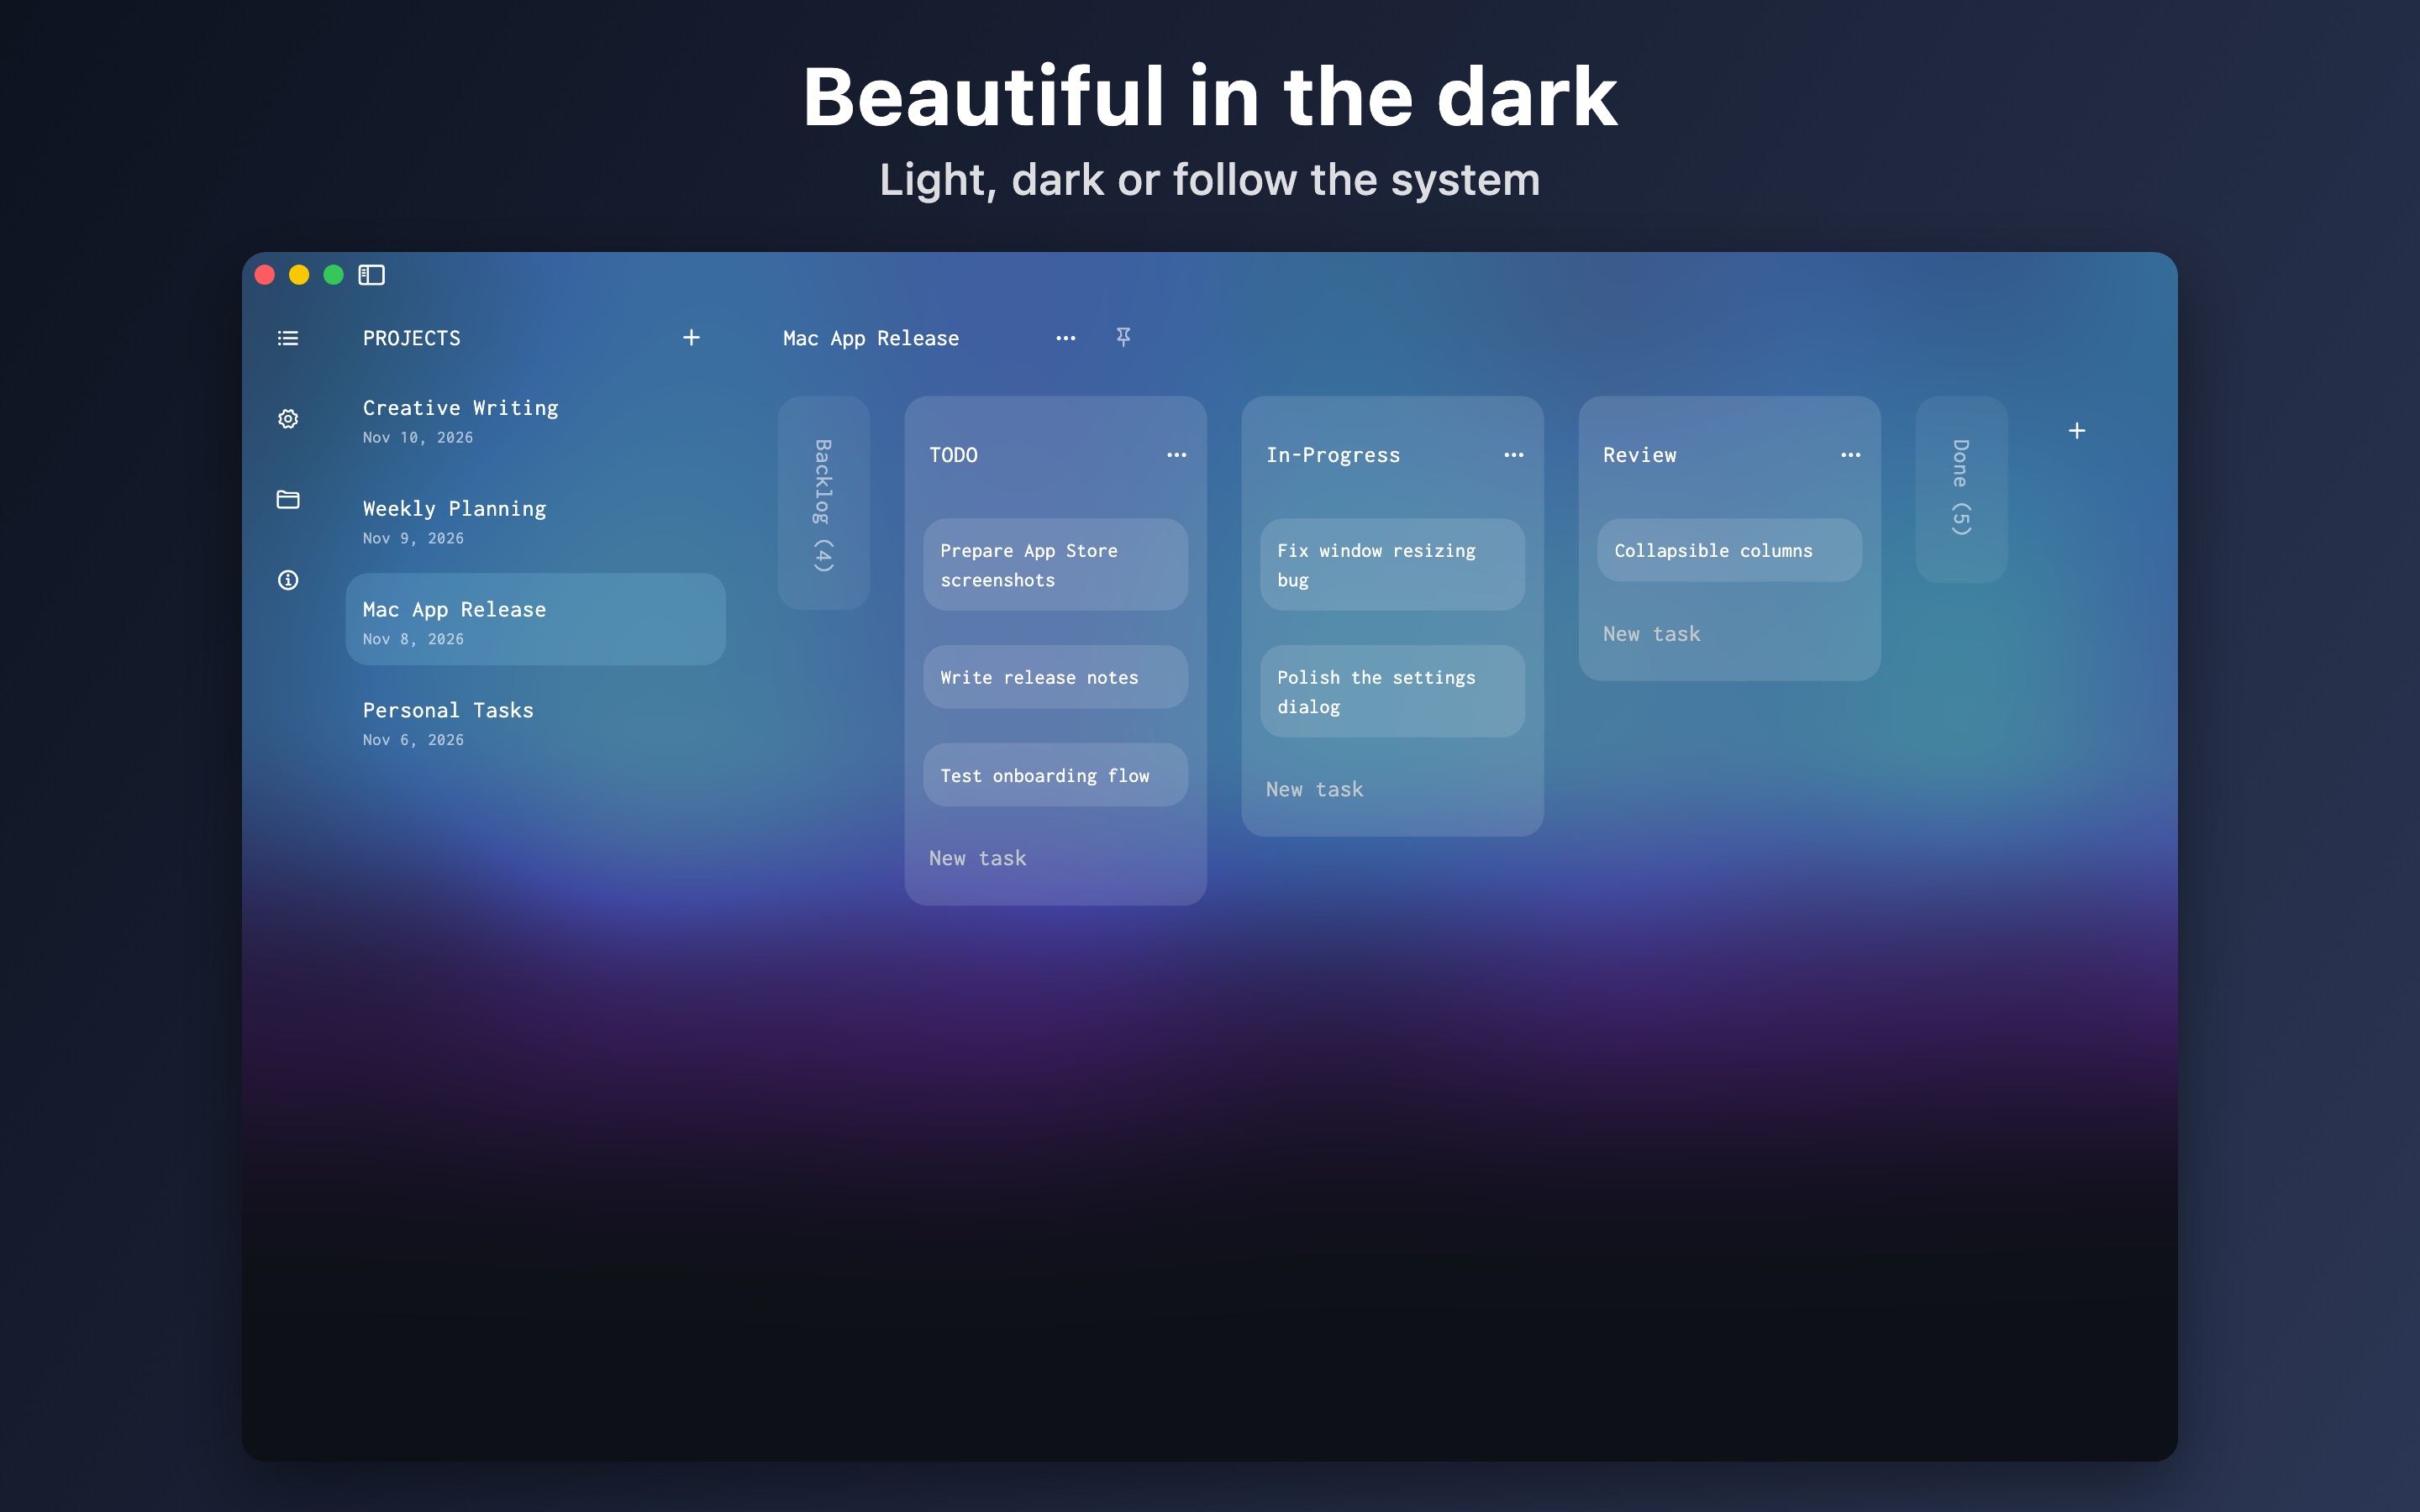 Beautiful in the dark
Light, dark or follow the system
PROJECTS
Creative Writing
Nov 10, 2026
Weekly Planning
Nov 9, 2026
Mac App Release
Nov 8, 2026
Personal Tasks
Nov 6, 2026
Mac App Release
Backlog (4)
TODO
Prepare App Store
screenshots
Write release notes
Test onboarding flow
New task
In-Progress
Fix window resizing
bug
Polish the settings
dialog
New task
Review
Collapsible columns
New task
Done (5)